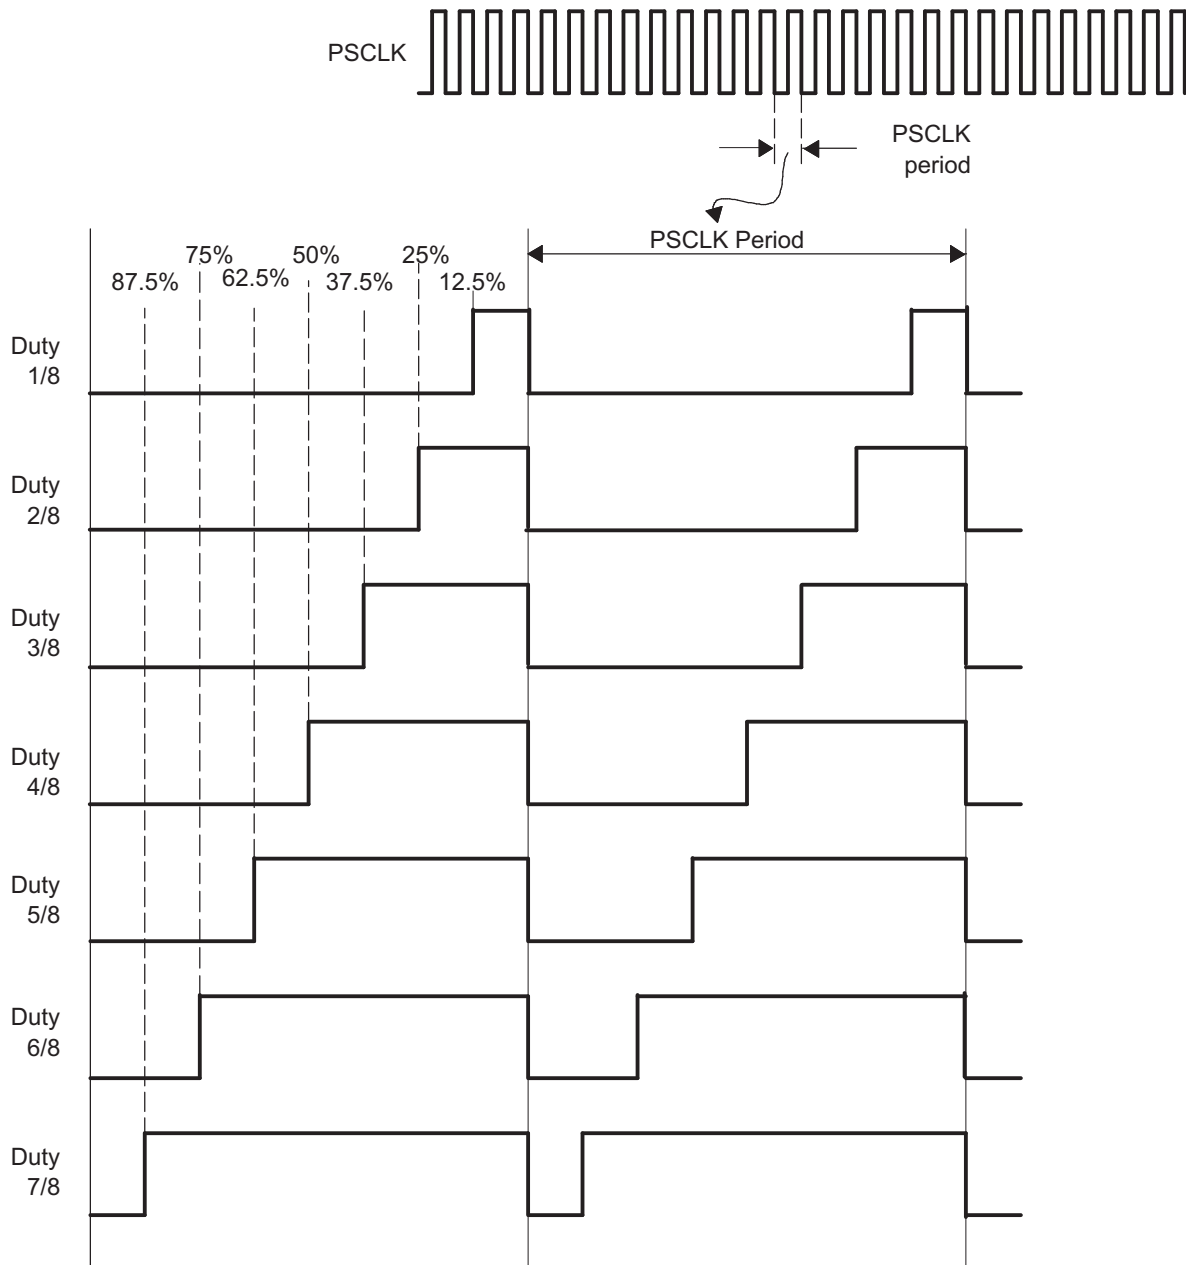 PSCLK
PSCLK
period
PSCLK Period
75%
50%
25%
87.5%
62.5%
37.5%
12.5%
Duty
1/8
Duty
2/8
Duty
3/8
Duty
4/8
Duty
5/8
Duty
6/8
Duty
7/8